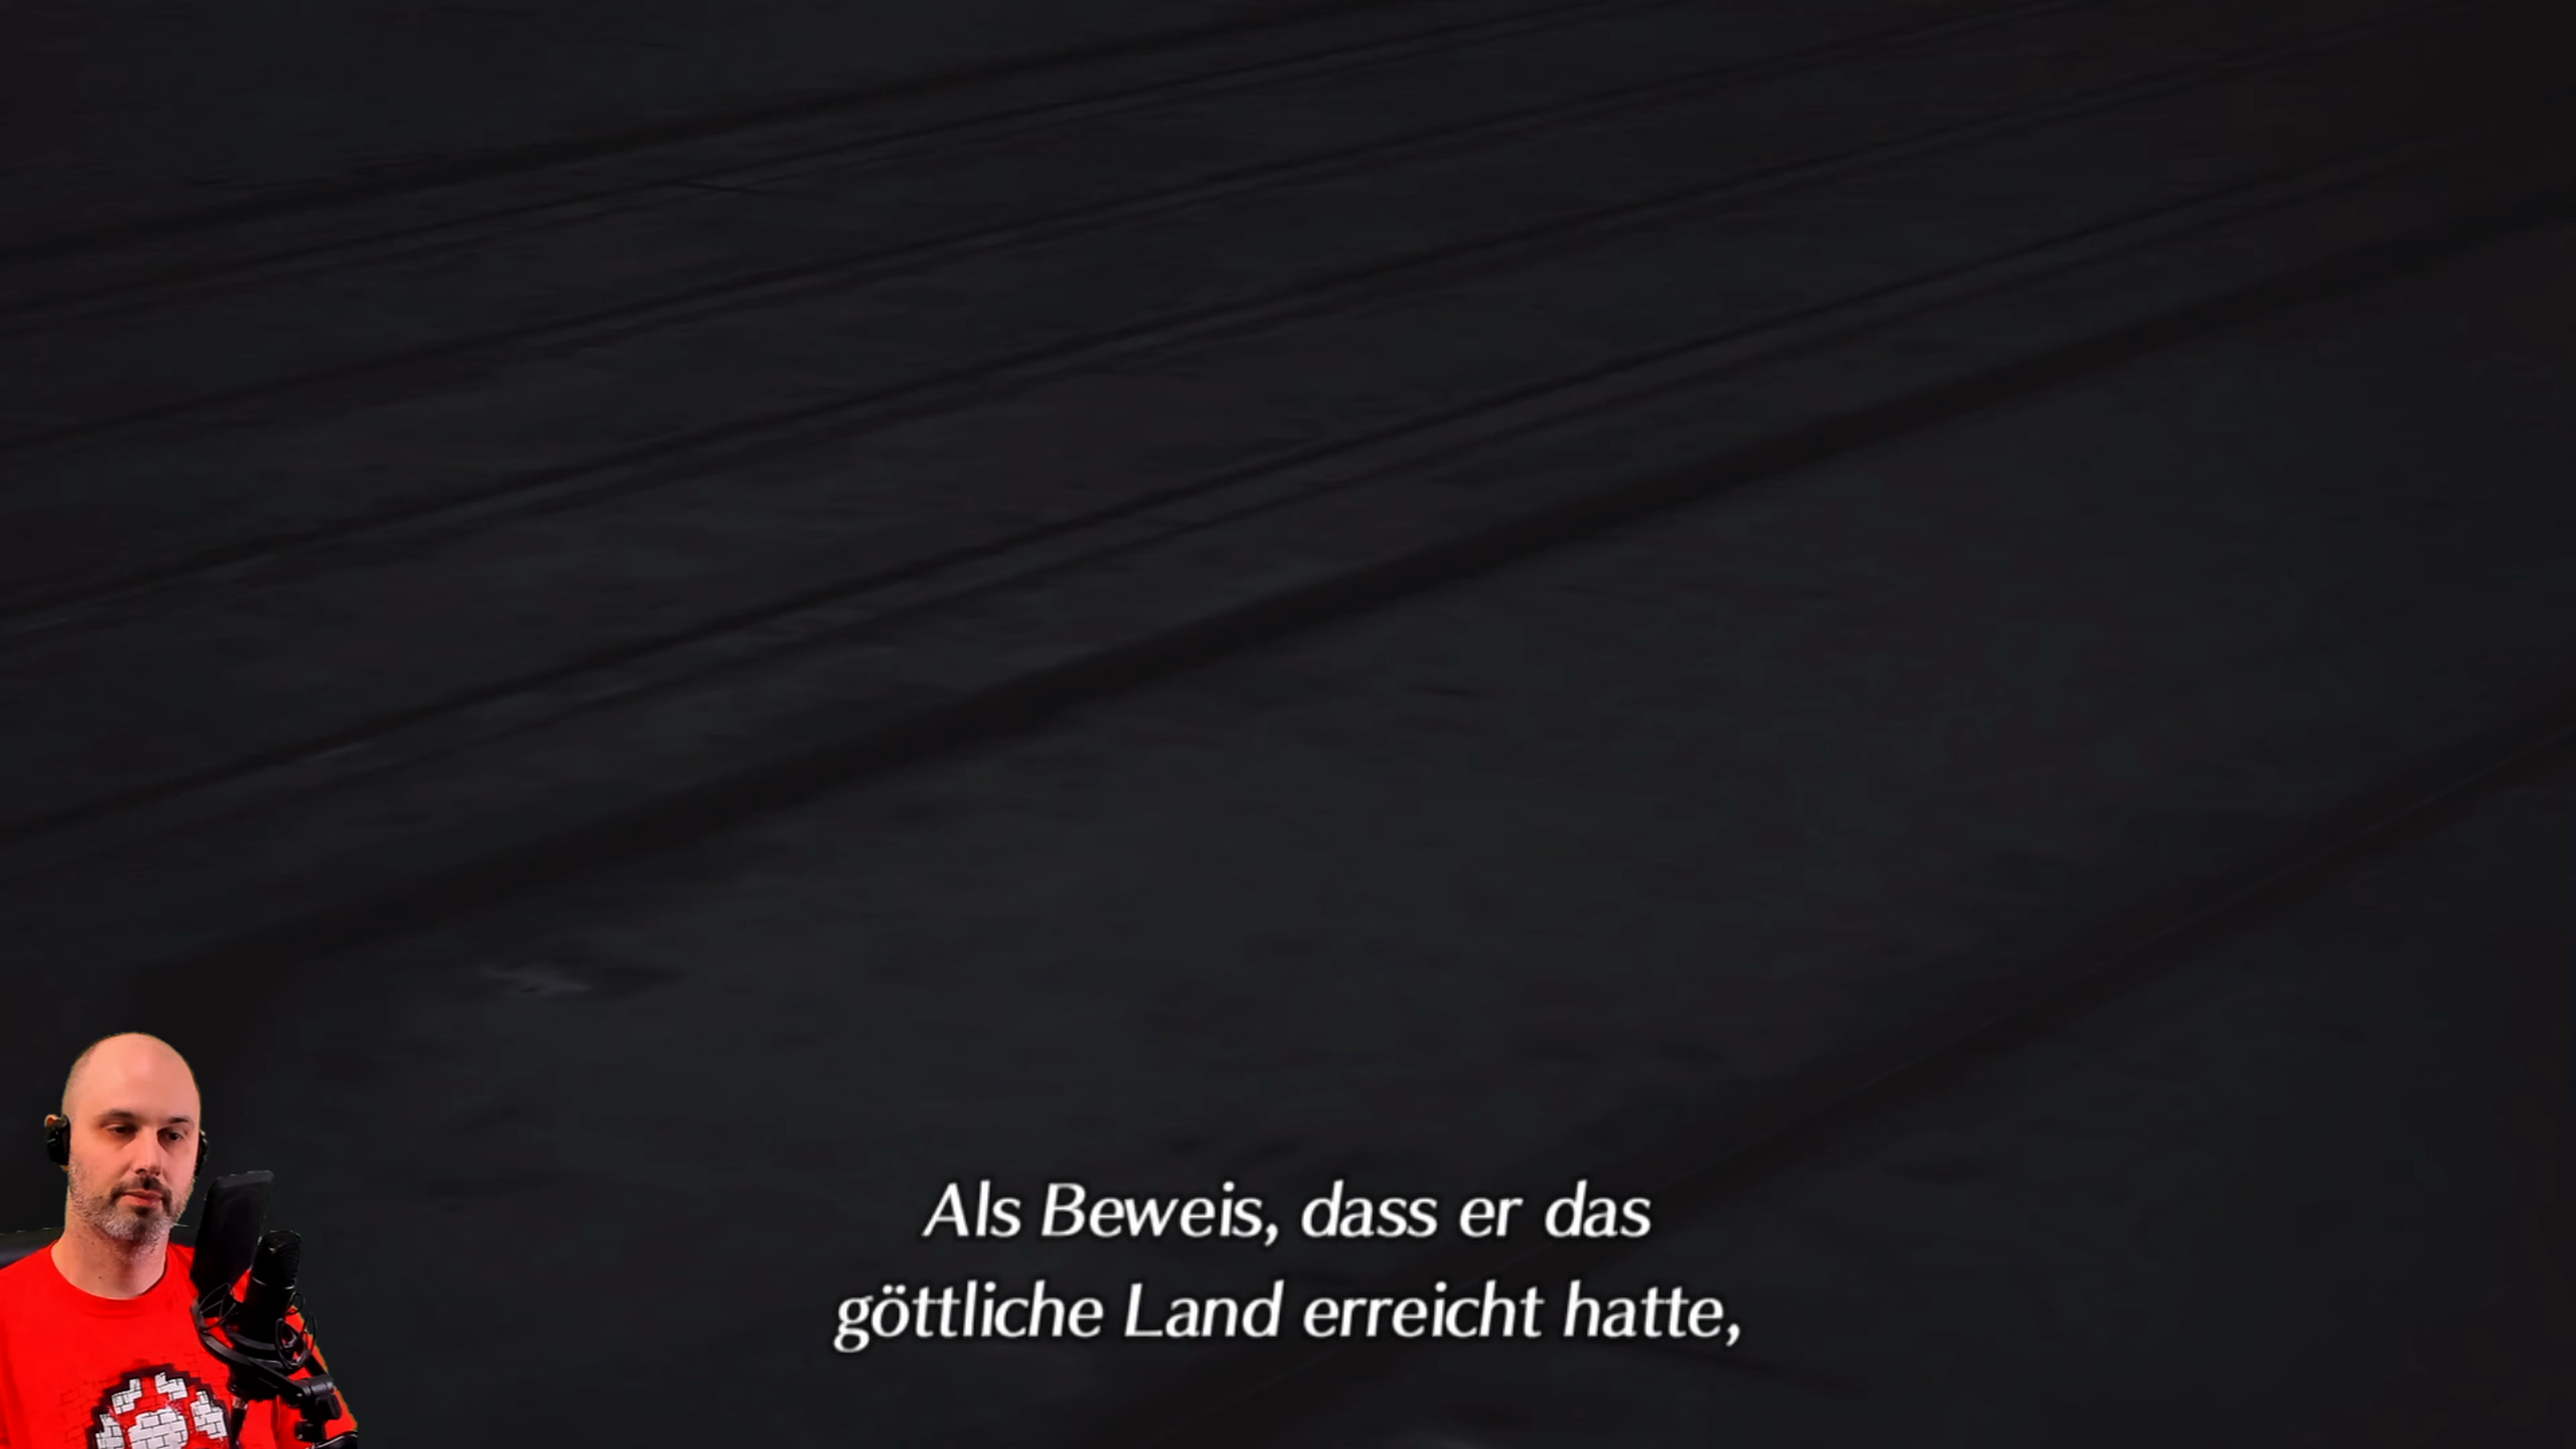 Als Beweis, dass er das
göttliche Land erreicht hatte,